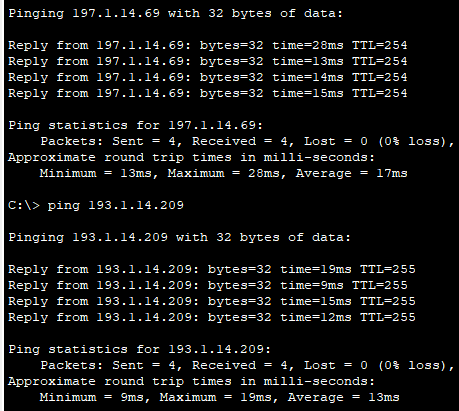 Pinging 197.1.14.69 with 32 bytes of data:
Reply from 197.1.14.69: bytes=32 time=28ms TTL=254
Reply from 197.1.14.69: bytes=32 time=13ms TTL=254
Reply from 197.1.14.69: bytes=32 time=14ms TTL=254
Reply from 197.1.14.69: bytes=32 time=15ms TTL=254
Ping statistics for 197.1.14.69:
    Packets: Sent = 4, Received = 4, Lost = 0 (0% loss),
Approximate round trip times in milli-seconds:
    Minimum = 13ms, Maximum = 28ms, Average = 17ms
C:\> ping 193.1.14.209
Pinging 193.1.14.209 with 32 bytes of data:
Reply from 193.1.14.209: bytes=32 time=19ms TTL=255
Reply from 193.1.14.209: bytes=32 time=9ms TTL=255
Reply from 193.1.14.209: bytes=32 time=15ms TTL=255
Reply from 193.1.14.209: bytes=32 time=12ms TTL=255
Ping statistics for 193.1.14.209:
    Packets: Sent = 4, Received = 4, Lost = 0 (0% loss),
Approximate round trip times in milli-seconds:
    Minimum = 9ms, Maximum = 19ms, Average = 13ms